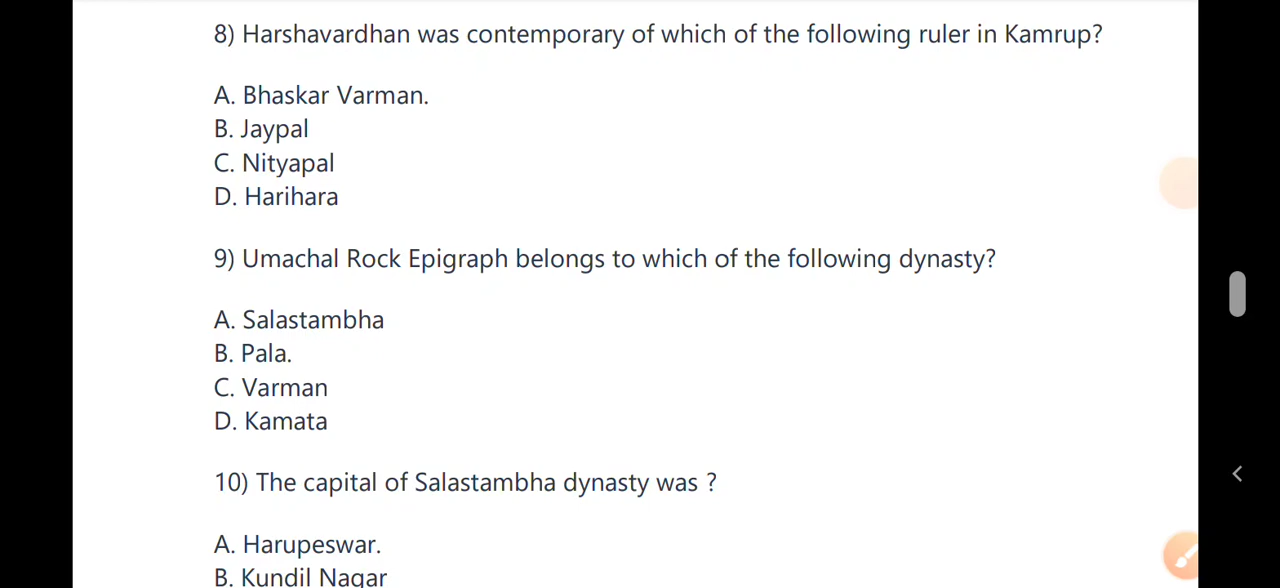 8) Harshavardhan was contemporary of which of the following ruler in Kamrup?
A. Bhaskar Varman.
B. Jaypal
C. Nityapal
D. Harihara
9) Umachal Rock Epigraph belongs to which of the following dynasty?
A. Salastambha
B. Pala.
C. Varman
D. Kamata
10) The capital of Salastambha dynasty was ?
A. Harupeswar.
B. Kundil Nagar